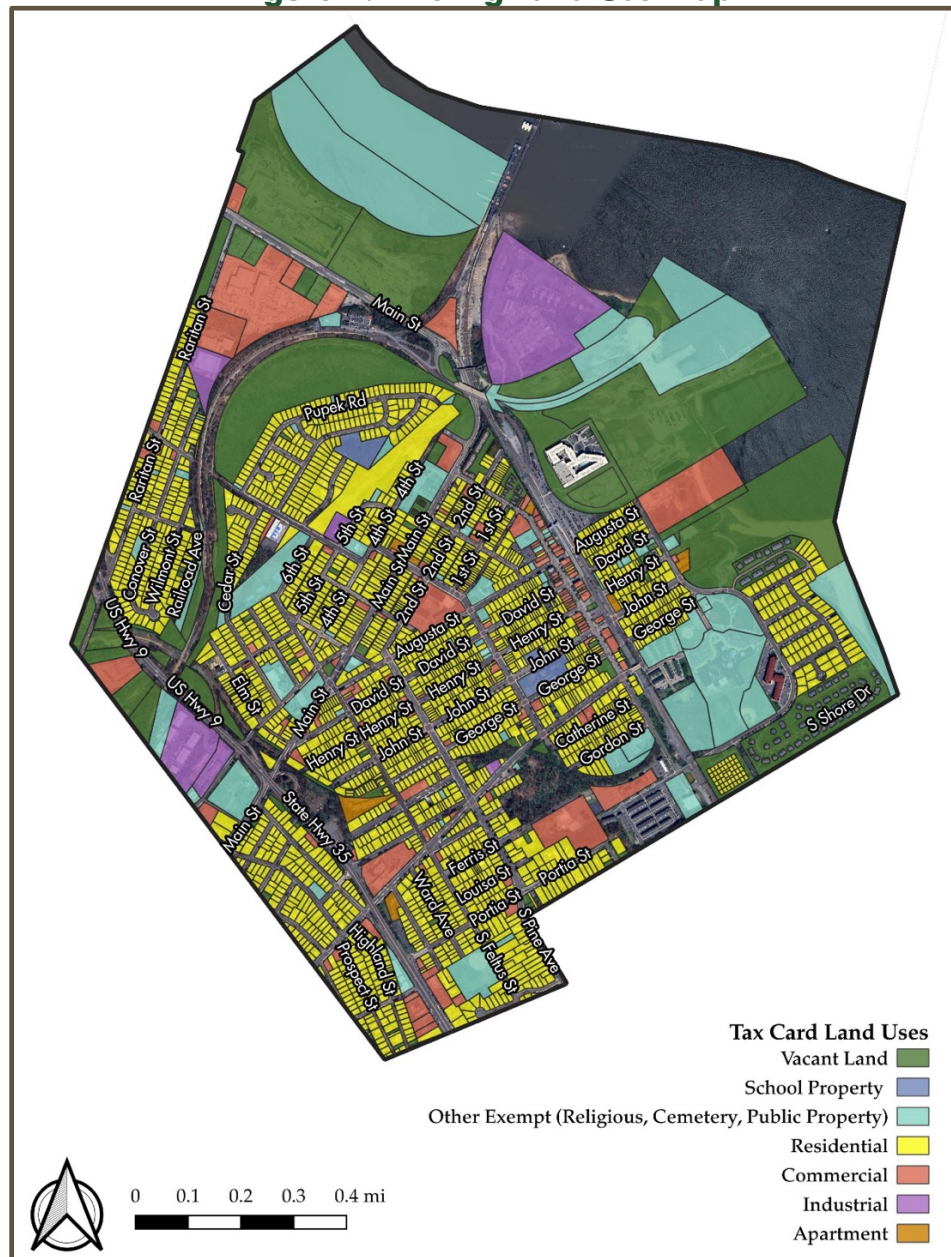 Main St
Raritan St
Pupek Rd
Raritan St
4th St
2nd St
1st St
5th St
4th St
Main St
2nd St
1st St
Augusta St
David St
Henry St
John St
George St
Conover St
Wilmont St
Railroad Ave
Cedar St
6th St
5th St
4th St
Main St
2nd St
Augusta St
David St
Henry St
John St
George St
David St
Henry St
John St
George St
US Hwy 9
US Hwy 9
Elm St
Main St
David St
Henry St
Henry St
John St
Catherine St
Gordon St
S Shore Dr
Main St
State Hwy 35
Ferris St
Louisa St
Portia St
Portia St
Ward Ave
S Pine Ave
S Feltus St
Highland St
Prospect St
Tax Card Land Uses
Vacant Land
School Property
Other Exempt (Religious, Cemetery, Public Property)
Residential
Commercial
Industrial
Apartment
0 0.1 0.2 0.3 0.4 mi